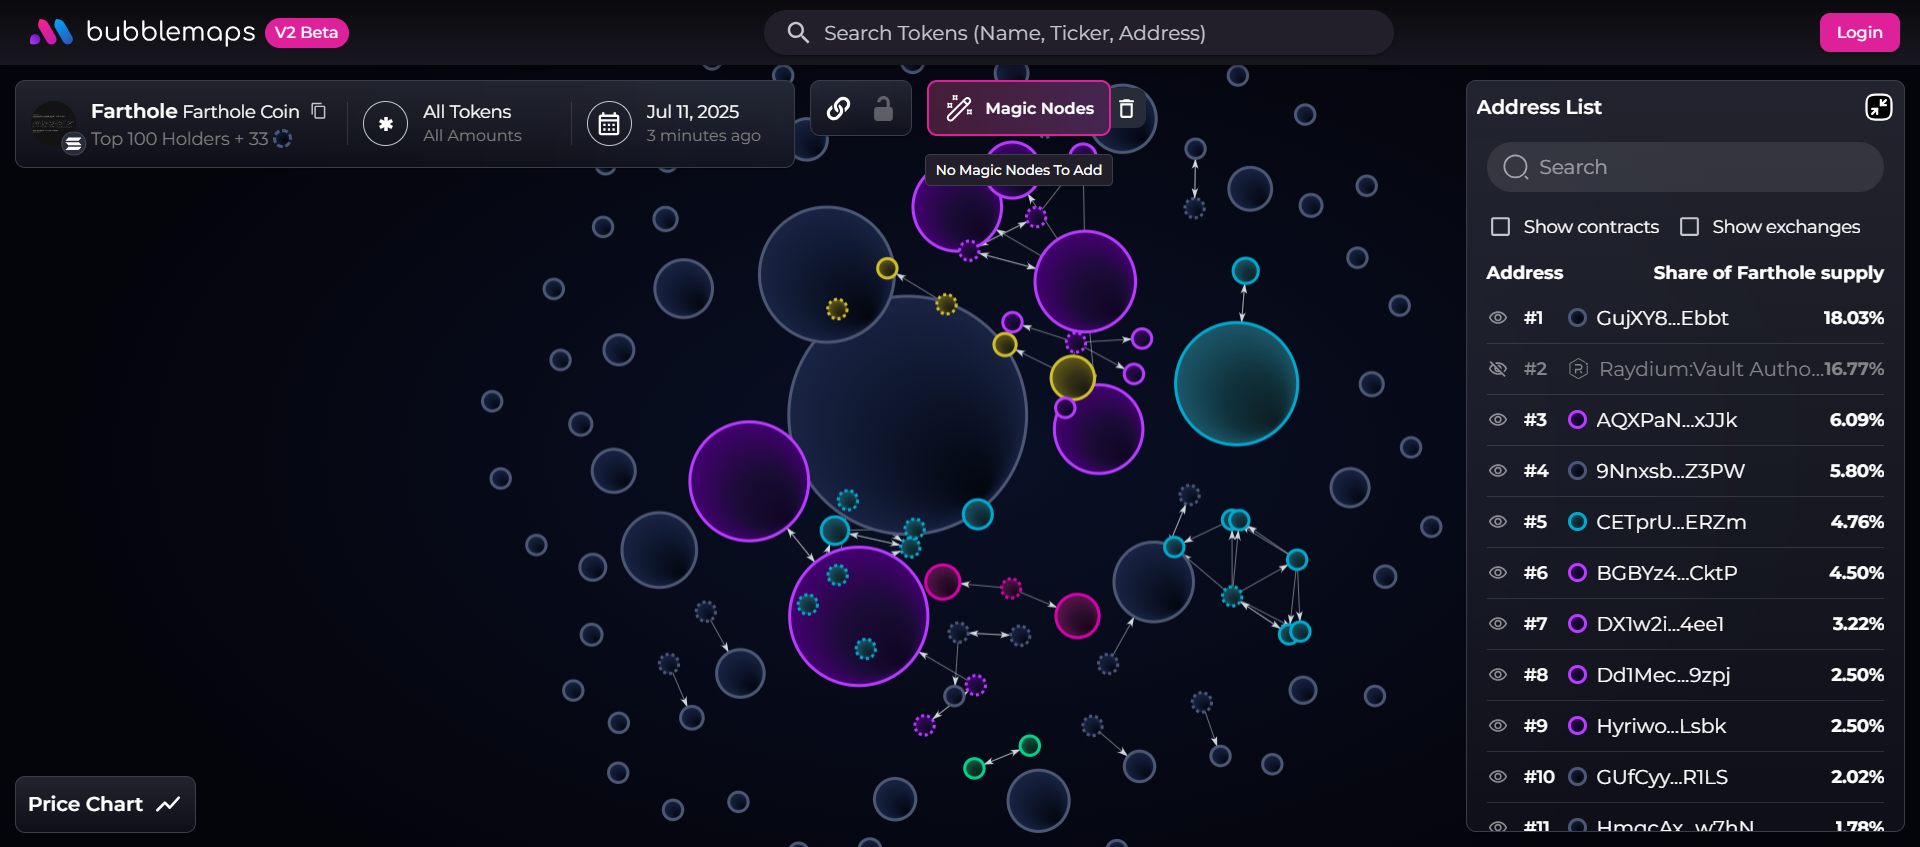 bubblemaps V2 Beta
Search Tokens (Name, Ticker, Address)
Login
Farthole Farthole Coin
Top 100 Holders + 33
All Tokens
All Amounts
Jul 11, 2025
3 minutes ago
Magic Nodes
No Magic Nodes To Add
Address List
Search
Show contracts Show exchanges
Address Share of Farthole supply
#1 GujXY8...Ebbt 18.03%
#2 Raydium:Vault Autho... 16.77%
#3 AQXPaN...xJJk 6.09%
#4 9Nnxsb...Z3PW 5.80%
#5 CETprU...ERZm 4.76%
#6 BGBYz4...CktP 4.50%
#7 DX1w2i...4ee1 3.22%
#8 Dd1Mec...9zpj 2.50%
#9 Hyriwo...Lsbk 2.50%
#10 GUfCyy...R1LS 2.02%
#11 HmgcAx...w7hN 1.78%
Price Chart